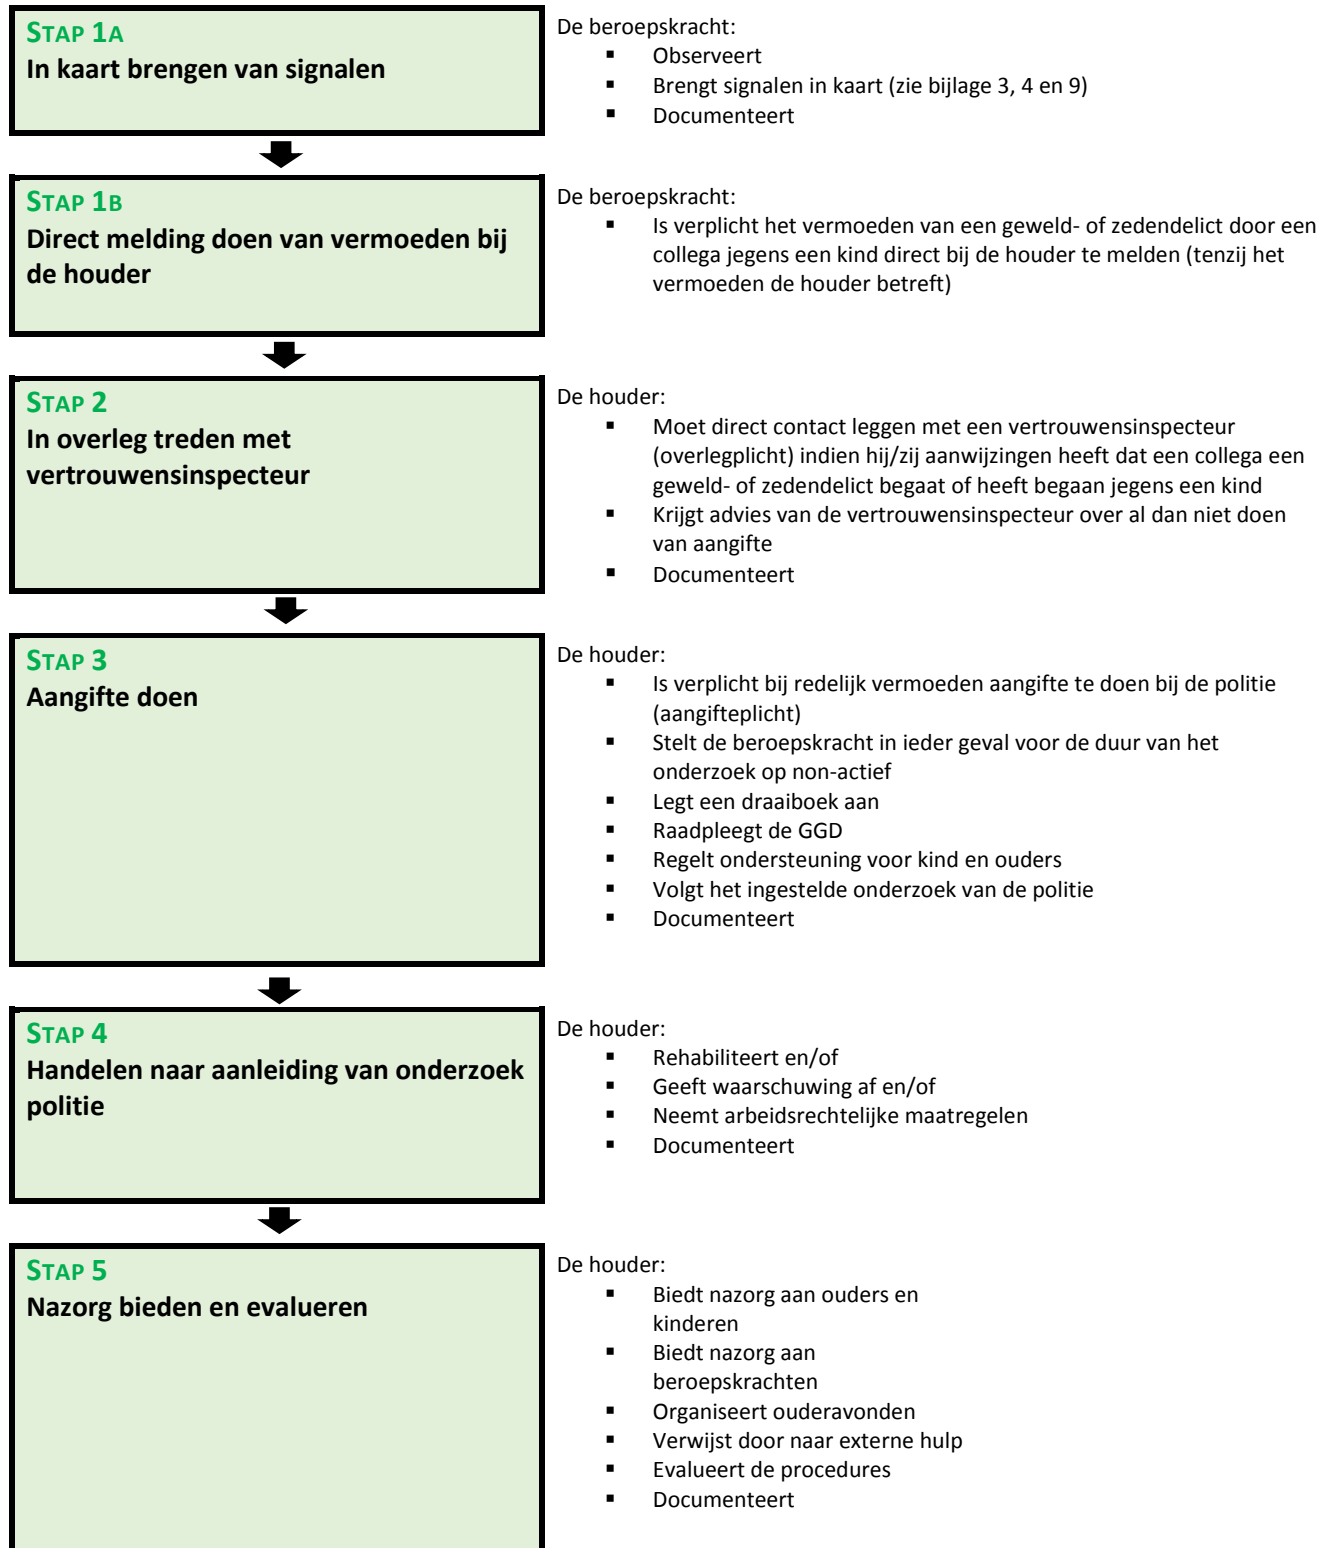 STAP 1A
In kaart brengen van signalen
De beroepskracht:
▪ Observeert
▪ Brengt signalen in kaart (zie bijlage 3, 4 en 9)
▪ Documenteert
STAP 1B
Direct melding doen van vermoeden bij
de houder
De beroepskracht:
▪ Is verplicht het vermoeden van een geweld- of zedendelict door een
collega jegens een kind direct bij de houder te melden (tenzij het
vermoeden de houder betreft)
STAP 2
In overleg treden met
vertrouwensinspecteur
De houder:
▪ Moet direct contact leggen met een vertrouwensinspecteur
(overlegplicht) indien hij/zij aanwijzingen heeft dat een collega een
geweld- of zedendelict begaat of heeft begaan jegens een kind
▪ Krijgt advies van de vertrouwensinspecteur over al dan niet doen
van aangifte
▪ Documenteert
STAP 3
Aangifte doen
De houder:
▪ Is verplicht bij redelijk vermoeden aangifte te doen bij de politie
(aangifteplicht)
▪ Stelt de beroepskracht in ieder geval voor de duur van het
onderzoek op non-actief
▪ Legt een draaiboek aan
▪ Raadpleegt de GGD
▪ Regelt ondersteuning voor kind en ouders
▪ Volgt het ingestelde onderzoek van de politie
▪ Documenteert
STAP 4
Handelen naar aanleiding van onderzoek
politie
De houder:
▪ Rehabiliteert en/of
▪ Geeft waarschuwing af en/of
▪ Neemt arbeidsrechtelijke maatregelen
▪ Documenteert
STAP 5
Nazorg bieden en evalueren
De houder:
▪ Biedt nazorg aan ouders en
kinderen
▪ Biedt nazorg aan
beroepskrachten
▪ Organiseert ouderavonden
▪ Verwijst door naar externe hulp
▪ Evalueert de procedures
▪ Documenteert